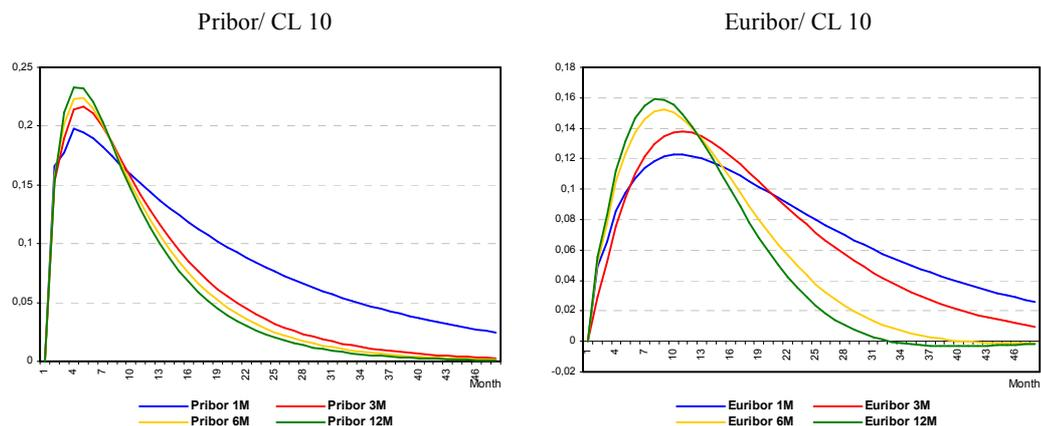 Pribor/ CL 10
0,25
0,2
0,15
0,1
0,05
0
1 4 7 10 13 16 19 22 25 28 31 34 37 40 43 46
Month
Pribor 1M Pribor 3M
Pribor 6M Pribor 12M
Euribor/ CL 10
0,18
0,16
0,14
0,12
0,1
0,08
0,06
0,04
0,02
0
-0,02
1 4 7 10 13 16 19 22 25 28 31 34 37 40 43 46
Month
Euribor 1M Euribor 3M
Euribor 6M Euribor 12M